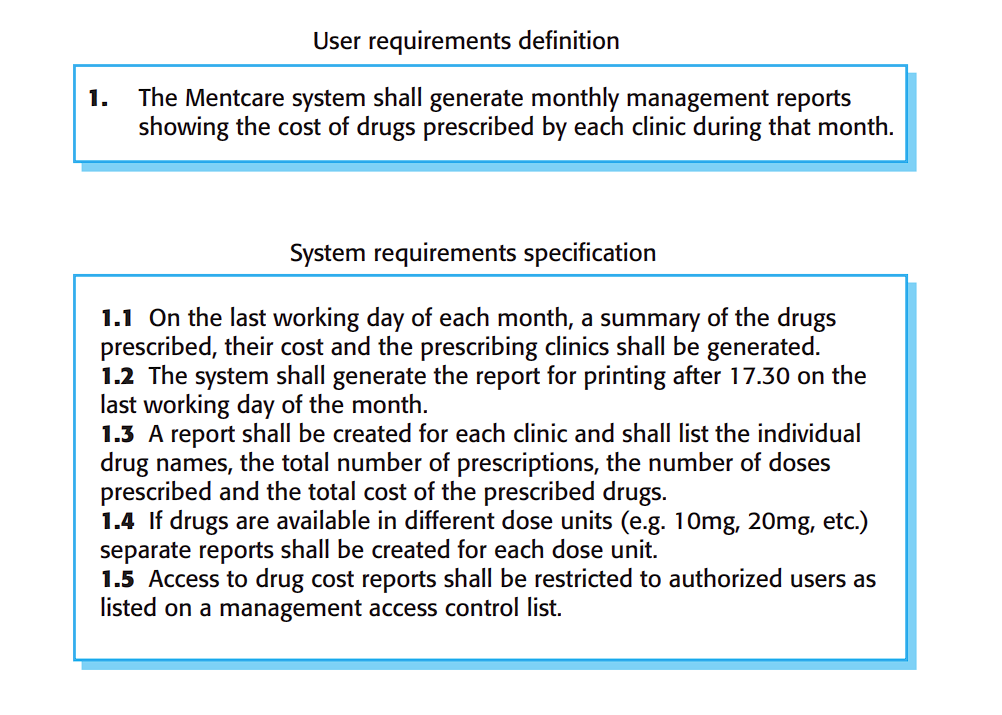 User requirements definition
1. The Mentcare system shall generate monthly management reports
showing the cost of drugs prescribed by each clinic during that month.
System requirements specification
1.1 On the last working day of each month, a summary of the drugs
prescribed, their cost and the prescribing clinics shall be generated.
1.2 The system shall generate the report for printing after 17.30 on the
last working day of the month.
1.3 A report shall be created for each clinic and shall list the individual
drug names, the total number of prescriptions, the number of doses
prescribed and the total cost of the prescribed drugs.
1.4 If drugs are available in different dose units (e.g. 10mg, 20mg, etc.)
separate reports shall be created for each dose unit.
1.5 Access to drug cost reports shall be restricted to authorized users as
listed on a management access control list.